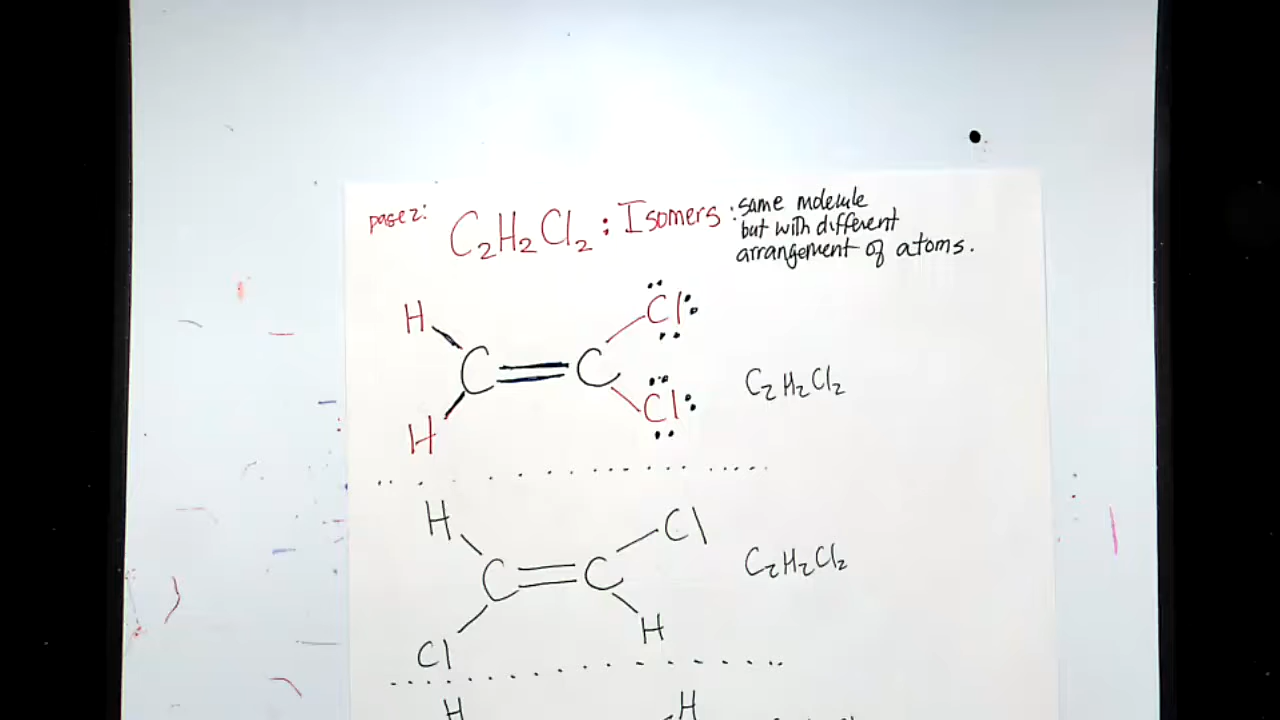 page 2: C₂H₂Cl₂ : Isomers : same molecule
but with different
arrangement of atoms.
H Cl
C C
H Cl
C₂H₂Cl₂
H Cl
C C
Cl H
C₂H₂Cl₂
H H